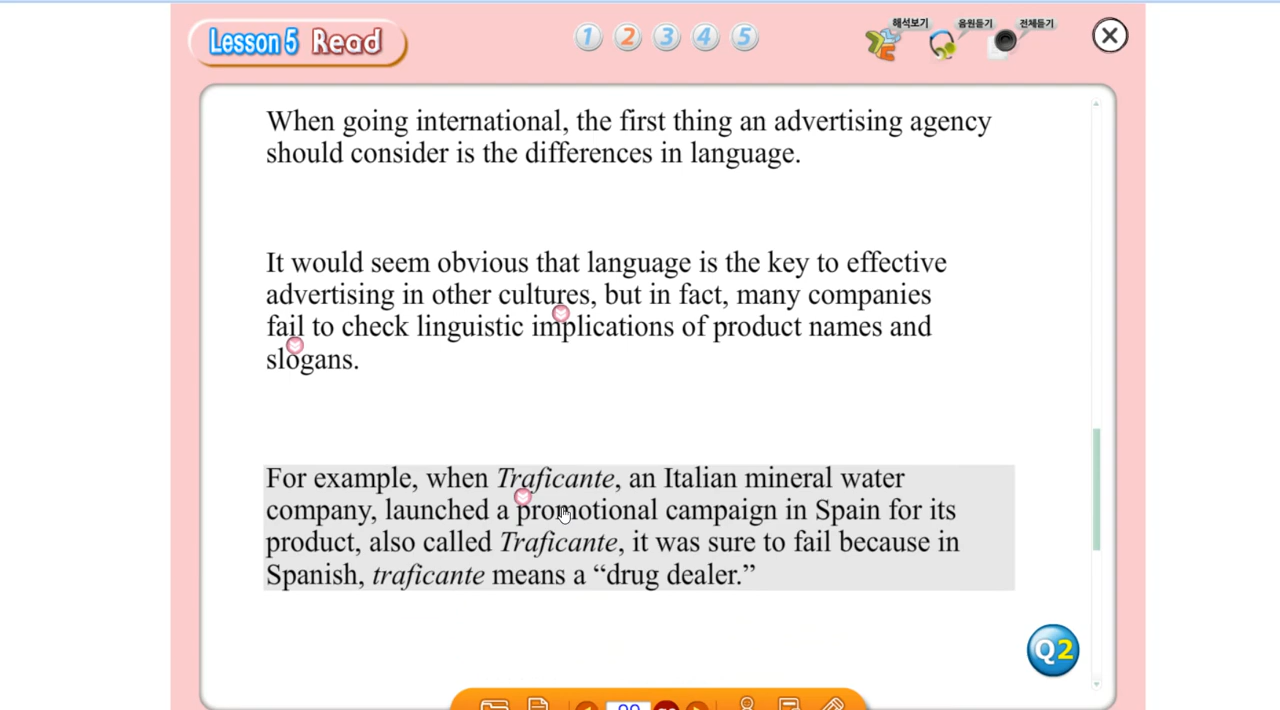 Lesson 5 Read
1 2 3 4 5
해석보기 음원듣기 전체듣기
When going international, the first thing an advertising agency
should consider is the differences in language.
It would seem obvious that language is the key to effective
advertising in other cultures, but in fact, many companies
fail to check linguistic implications of product names and
slogans.
For example, when Traficante, an Italian mineral water
company, launched a promotional campaign in Spain for its
product, also called Traficante, it was sure to fail because in
Spanish, traficante means a “drug dealer.”
Q2